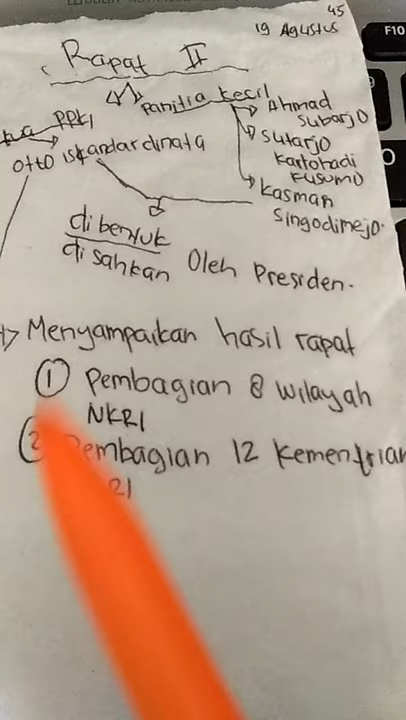 45
19 Agustus
Rapat II
panitia kecil
PPKI
Otto iskandardinata
Ahmad
Subarjo
Sutarjo
Kartohadi
kusumo
Kasman
Singodimejo.
dibentuk
disahkan Oleh Presiden.
Menyampaikan hasil rapat
① Pembagian 8 wilayah
NKRI
② Pembagian 12 kementrian
F10